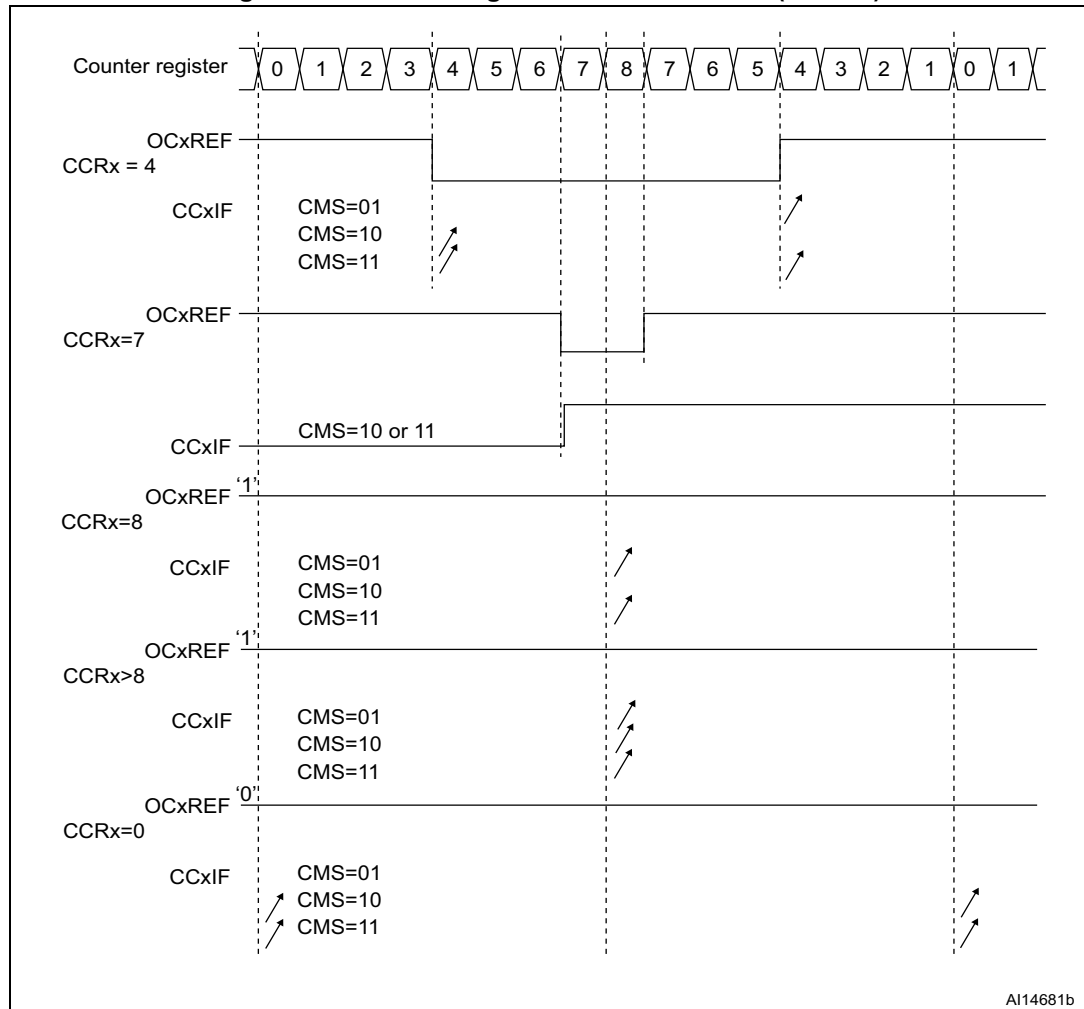 Counter register 0 1 2 3 4 5 6 7 8 7 6 5 4 3 2 1 0 1
OCxREF
CCRx = 4
CCxIF CMS=01
CMS=10
CMS=11
OCxREF
CCRx=7
CMS=10 or 11
CCxIF
OCxREF '1'
CCRx=8
CCxIF CMS=01
CMS=10
CMS=11
OCxREF '1'
CCRx>8
CCxIF CMS=01
CMS=10
CMS=11
OCxREF '0'
CCRx=0
CCxIF CMS=01
CMS=10
CMS=11
AI14681b